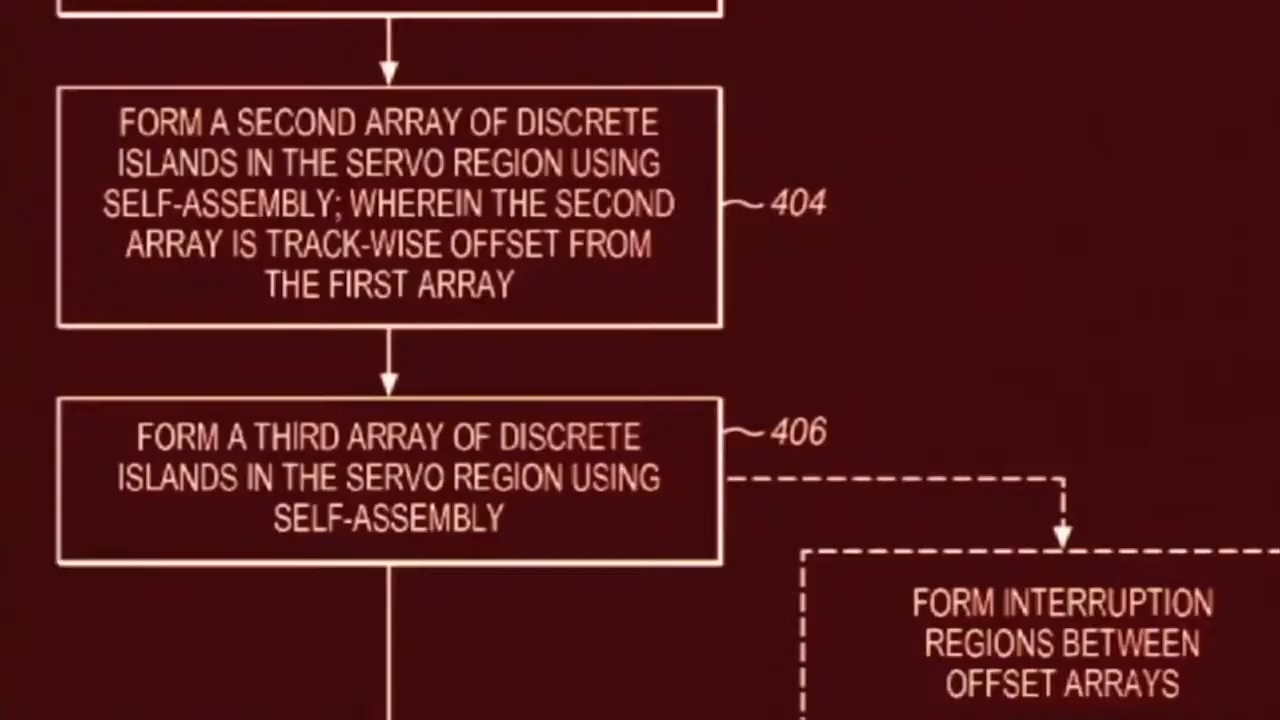 FORM A SECOND ARRAY OF DISCRETE
ISLANDS IN THE SERVO REGION USING
SELF-ASSEMBLY; WHEREIN THE SECOND
ARRAY IS TRACK-WISE OFFSET FROM
THE FIRST ARRAY
404
FORM A THIRD ARRAY OF DISCRETE
ISLANDS IN THE SERVO REGION USING
SELF-ASSEMBLY
406
FORM INTERRUPTION
REGIONS BETWEEN
OFFSET ARRAYS